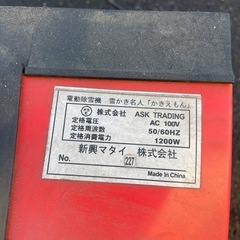 電動除雪機　雪かき名人「かきえもん」
株式会社　ASK TRADING
定格電圧　AC 100V
定格周波数　50/60HZ
定格消費電力　1200W
新興マタイ　株式会社
No. 227
Made in China